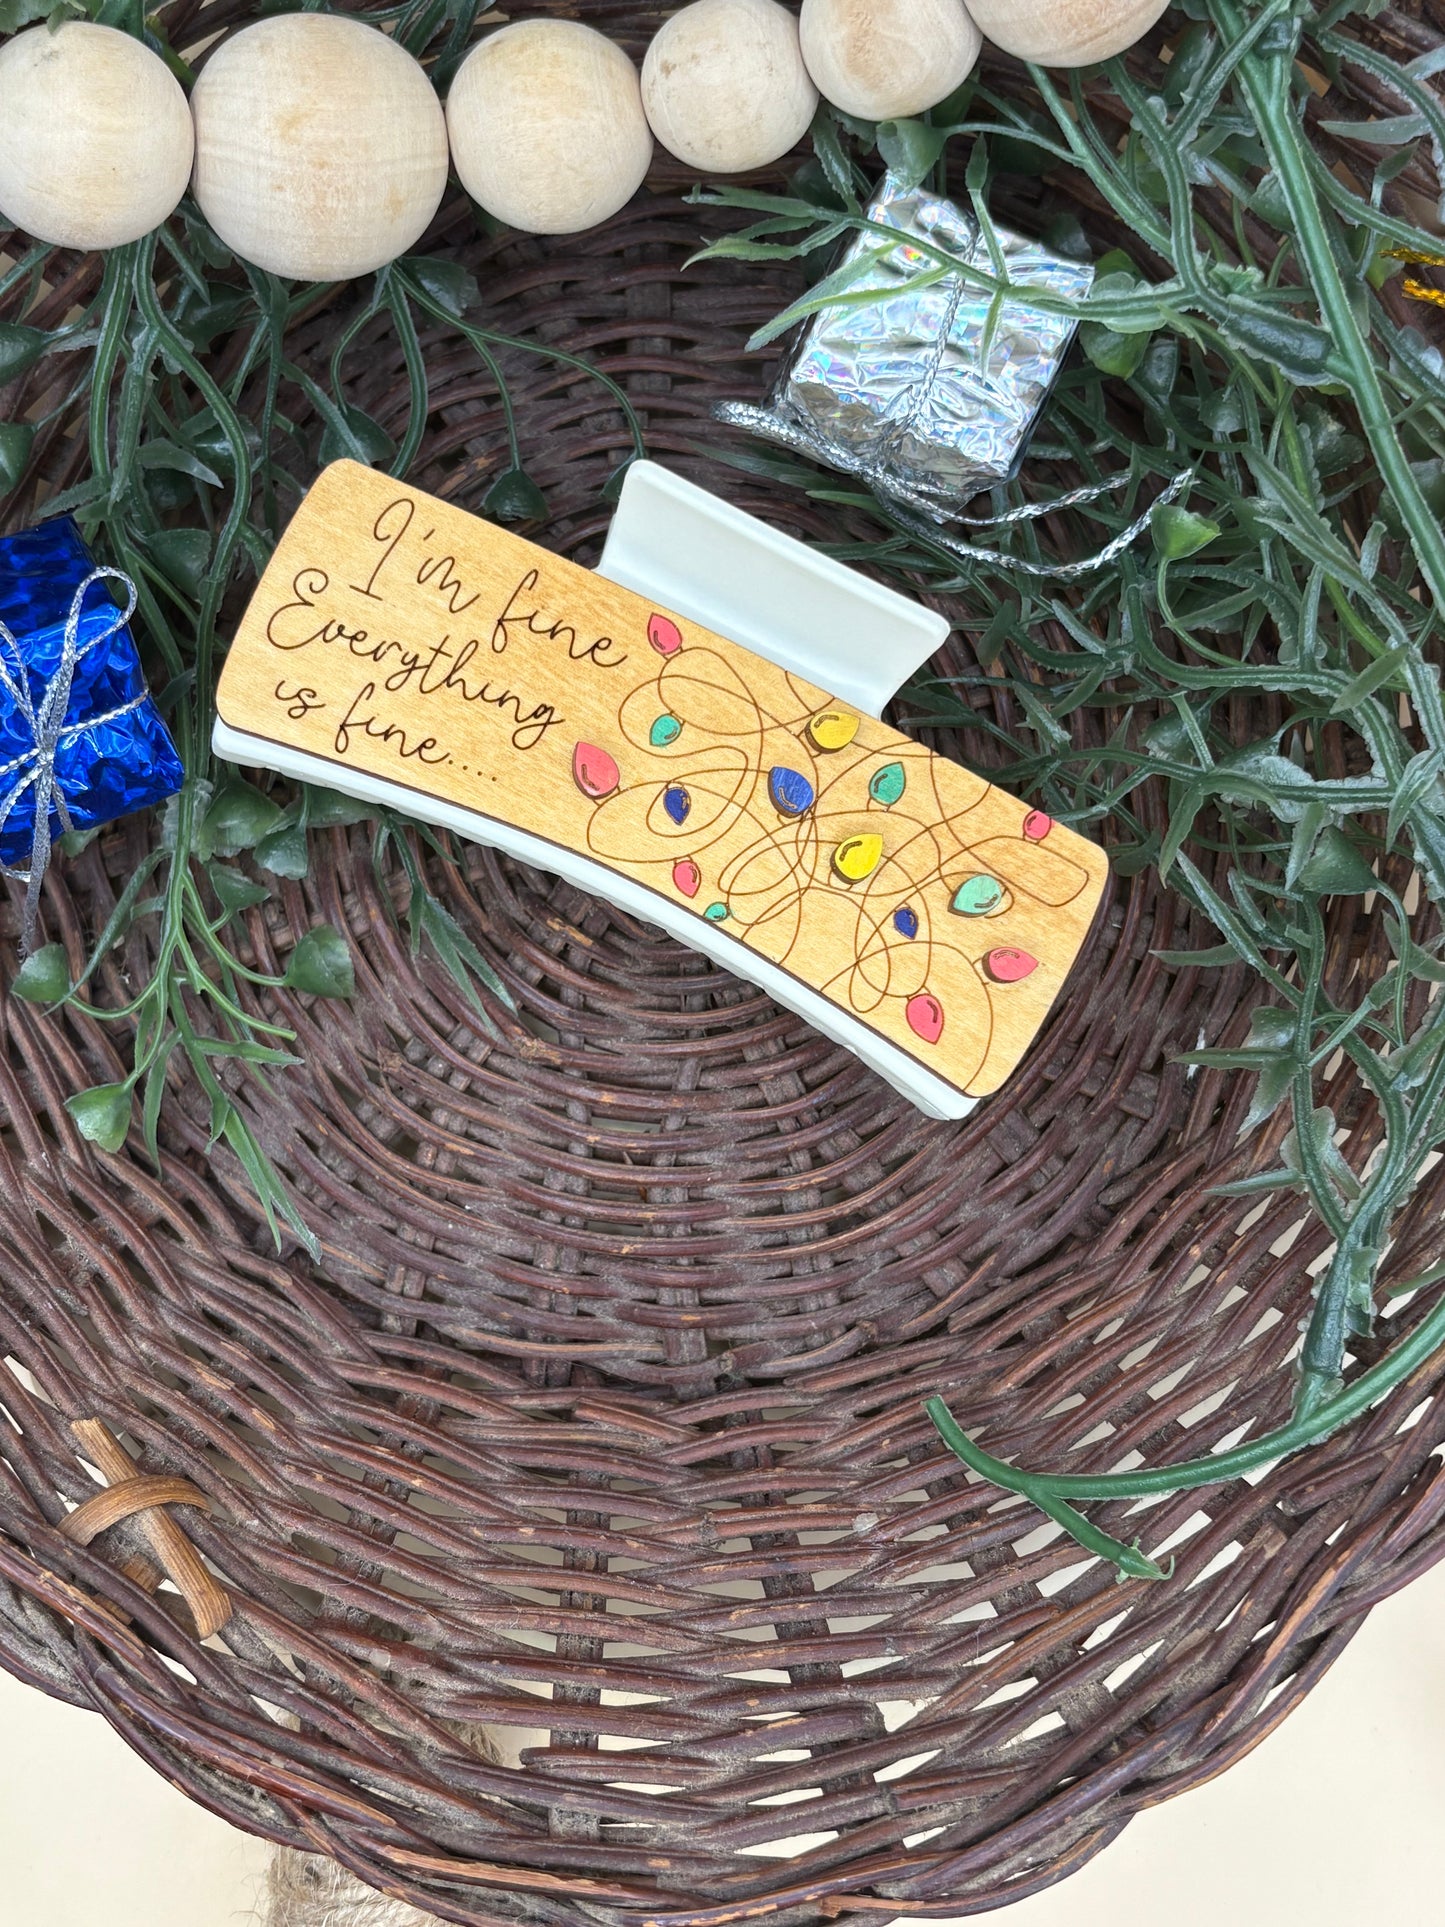 I'm fine
Everything
is fine....